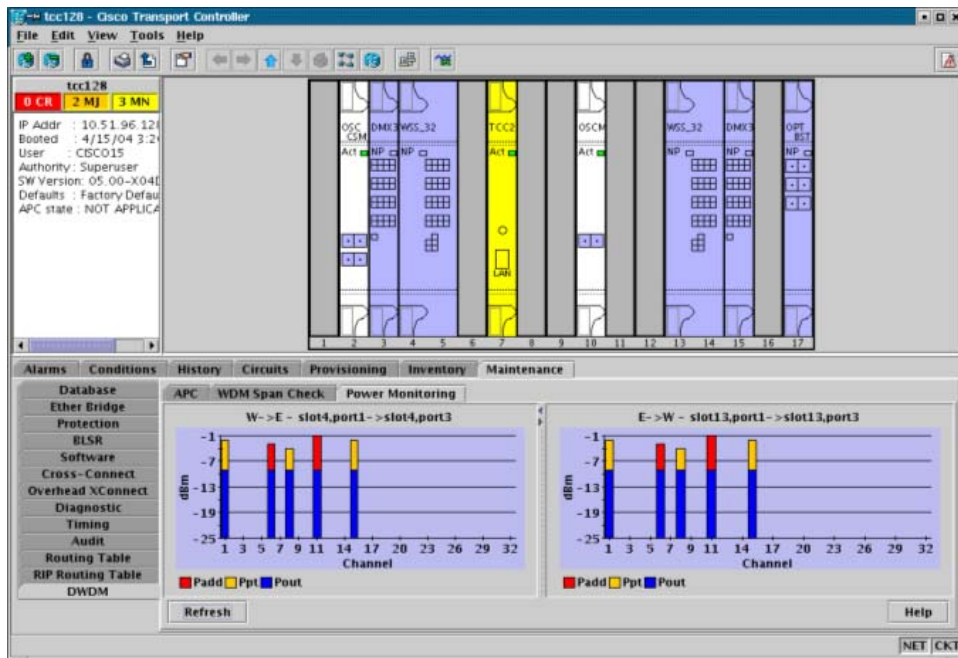 tcc128 - Cisco Transport Controller
File Edit View Tools Help
tcc128
0 CR 2 MJ 3 MN
IP Addr : 10.51.96.128
Booted : 4/15/04 3:2
User : CISCO15
Authority : Superuser
SW Version: 05.00-X04
Defaults : Factory Defau
APC state : NOT APPLICA
OSC CSM DMX3 WSS_32 TCC2 OSCM WSS_32 DMX3 OPT BST
Act NP NP Act Act NP NP NP
LAN
1 2 3 4 5 6 7 8 9 10 11 12 13 14 15 16 17
Alarms Conditions History Circuits Provisioning Inventory Maintenance
Database
Ether Bridge
Protection
BLSR
Software
Cross-Connect
Overhead XConnect
Diagnostic
Timing
Audit
Routing Table
RIP Routing Table
DWDM
APC WDM Span Check Power Monitoring
W->E - slot4,port1->slot4,port3
-1
-7
-13
-19
-25
dBm
1 3 5 7 9 11 14 17 20 23 26 29 32
Channel
Padd Ppt Pout
E->W - slot13,port1->slot13,port3
-1
-7
-13
-19
-25
dBm
1 3 5 7 9 11 14 17 20 23 26 29 32
Channel
Padd Ppt Pout
Refresh Help
NET CKT